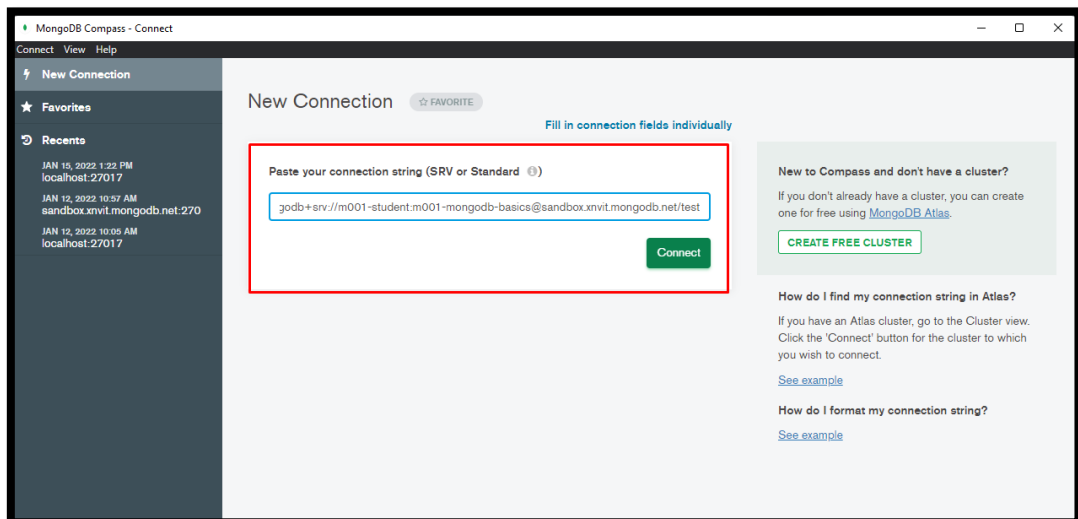 MongoDB Compass - Connect
Connect View Help
New Connection
Favorites
Recents
JAN 15, 2022 1:22 PM
localhost:27017
JAN 12, 2022 10:57 AM
sandbox.xnvit.mongodb.net:270
JAN 12, 2022 10:05 AM
localhost:27017
New Connection
FAVORITE
Fill in connection fields individually
Paste your connection string (SRV or Standard )
godb+srv://m001-student:m001-mongodb-basics@sandbox.xnvit.mongodb.net/test
Connect
New to Compass and don't have a cluster?
If you don't already have a cluster, you can create
one for free using MongoDB Atlas.
CREATE FREE CLUSTER
How do I find my connection string in Atlas?
If you have an Atlas cluster, go to the Cluster view.
Click the 'Connect' button for the cluster to which
you wish to connect.
See example
How do I format my connection string?
See example